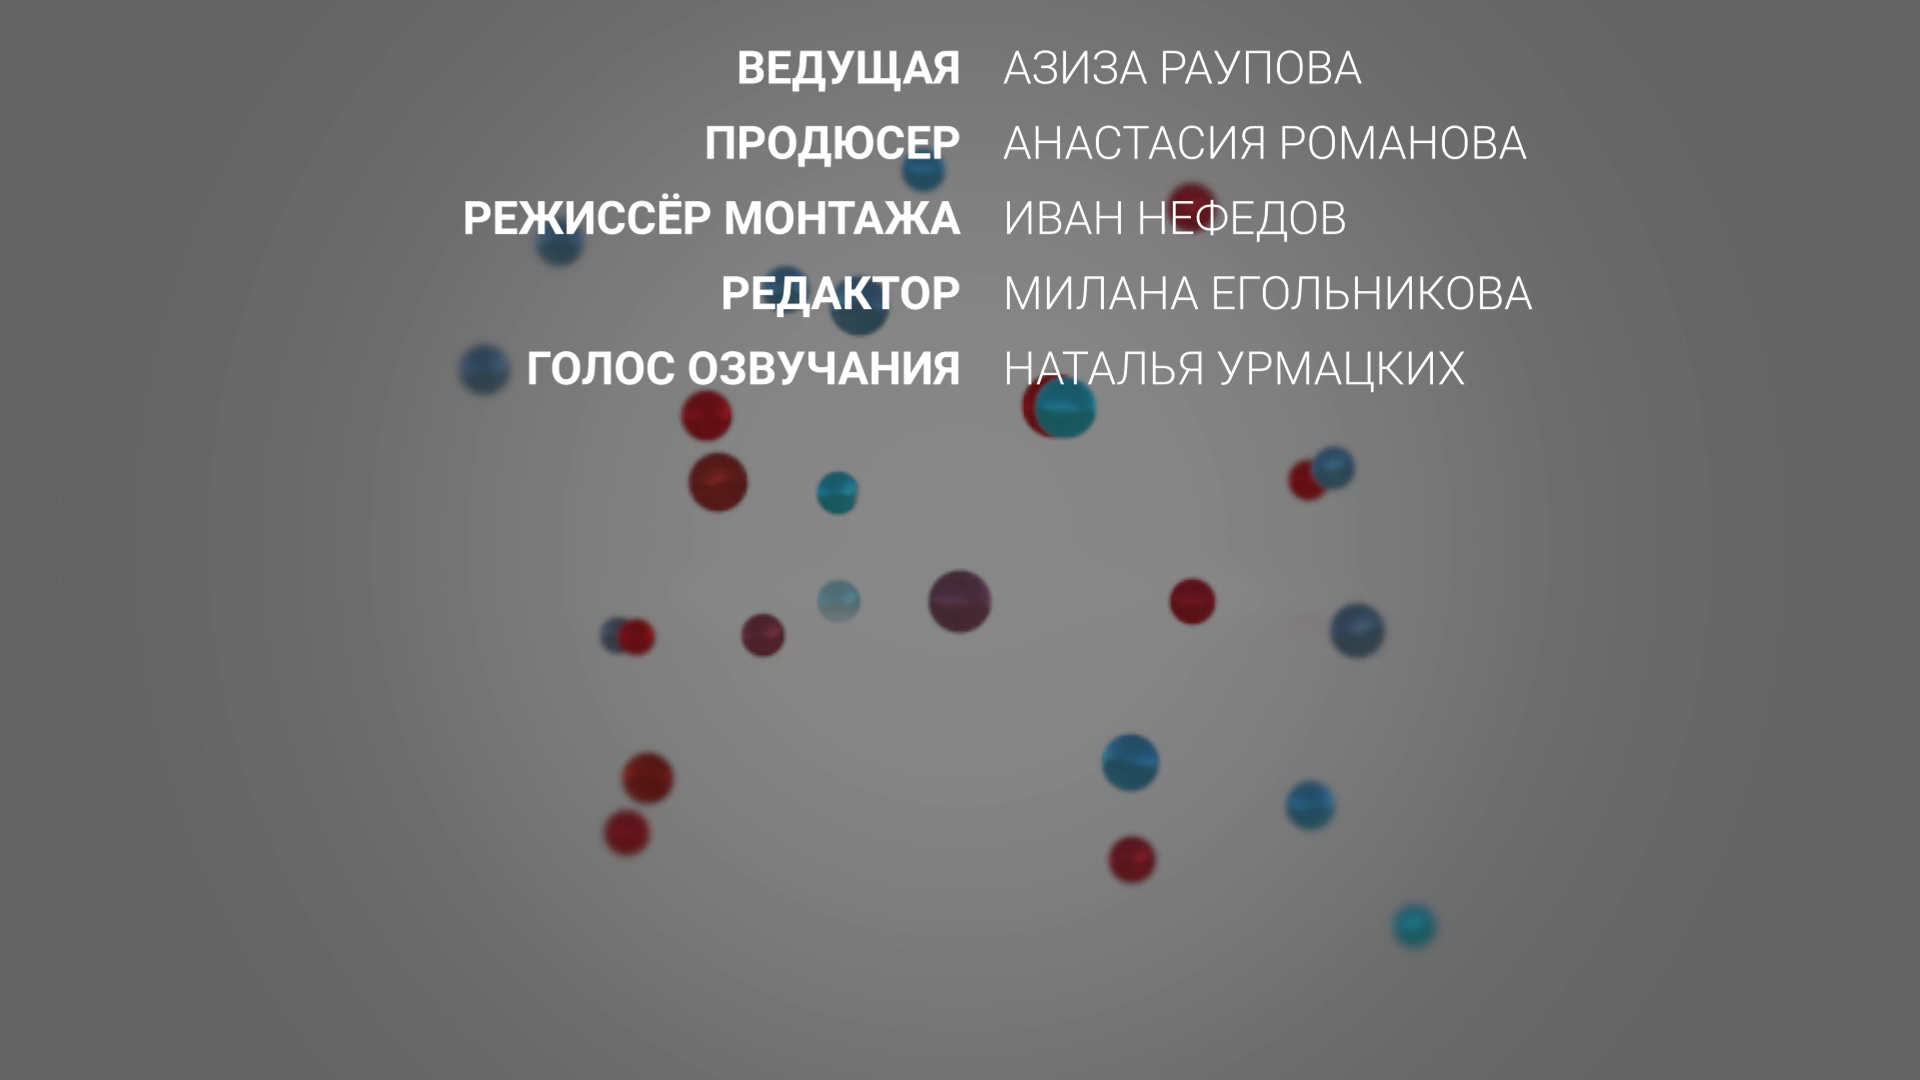 ВЕДУЩАЯ АЗИЗА РАУПОВА
ПРОДЮСЕР АНАСТАСИЯ РОМАНОВА
РЕЖИССЁР МОНТАЖА ИВАН НЕФЕДОВ
РЕДАКТОР МИЛАНА ЕГОЛЬНИКОВА
ГОЛОС ОЗВУЧАНИЯ НАТАЛЬЯ УРМАЦКИХ